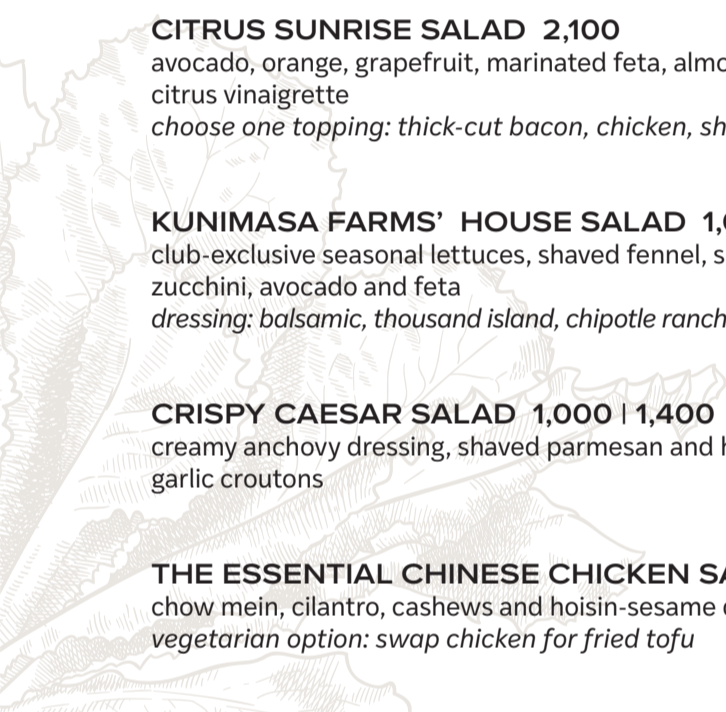 CITRUS SUNRISE SALAD 2,100
avocado, orange, grapefruit, marinated feta,
citrus vinaigrette
choose one topping: thick-cut bacon, chicken,
KUNIMASA FARMS’ HOUSE SALAD
club-exclusive seasonal lettuces, shaved fennel,
zucchini, avocado and feta
dressing: balsamic, thousand island, chipotle ranch
CRISPY CAESAR SALAD 1,000 | 1,400
creamy anchovy dressing, shaved parmesan and
garlic croutons
THE ESSENTIAL CHINESE CHICKEN
chow mein, cilantro, cashews and hoisin-sesame
vegetarian option: swap chicken for fried tofu